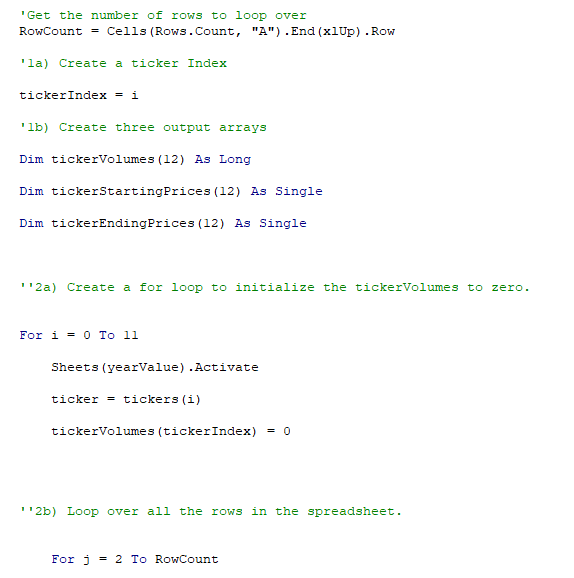 'Get the number of rows to loop over
RowCount = Cells(Rows.Count, "A").End(xlUp).Row
'1a) Create a ticker Index
tickerIndex = i
'1b) Create three output arrays
Dim tickerVolumes(12) As Long
Dim tickerStartingPrices(12) As Single
Dim tickerEndingPrices(12) As Single
''2a) Create a for loop to initialize the tickerVolumes to zero.
For i = 0 To 11
Sheets(yearValue).Activate
ticker = tickers(i)
tickerVolumes(tickerIndex) = 0
''2b) Loop over all the rows in the spreadsheet.
For j = 2 To RowCount